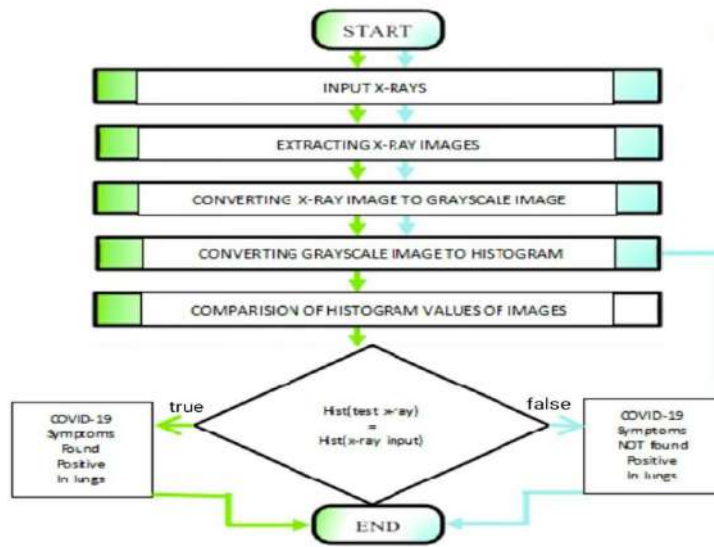 START
INPUT X-RAYS
EXTRACTING X-RAY IMAGES
CONVERTING X-RAY IMAGE TO GRAYSCALE IMAGE
CONVERTING GRAYSCALE IMAGE TO HISTOGRAM
COMPARISION OF HISTOGRAM VALUES OF IMAGES
true
false
Hist(test x-ray)
=
Hist(x-ray input)
COVID-19
Symptoms
Found
Positive
In lungs
COVID-19
Symptoms
NOT found
Positive
In lungs
END